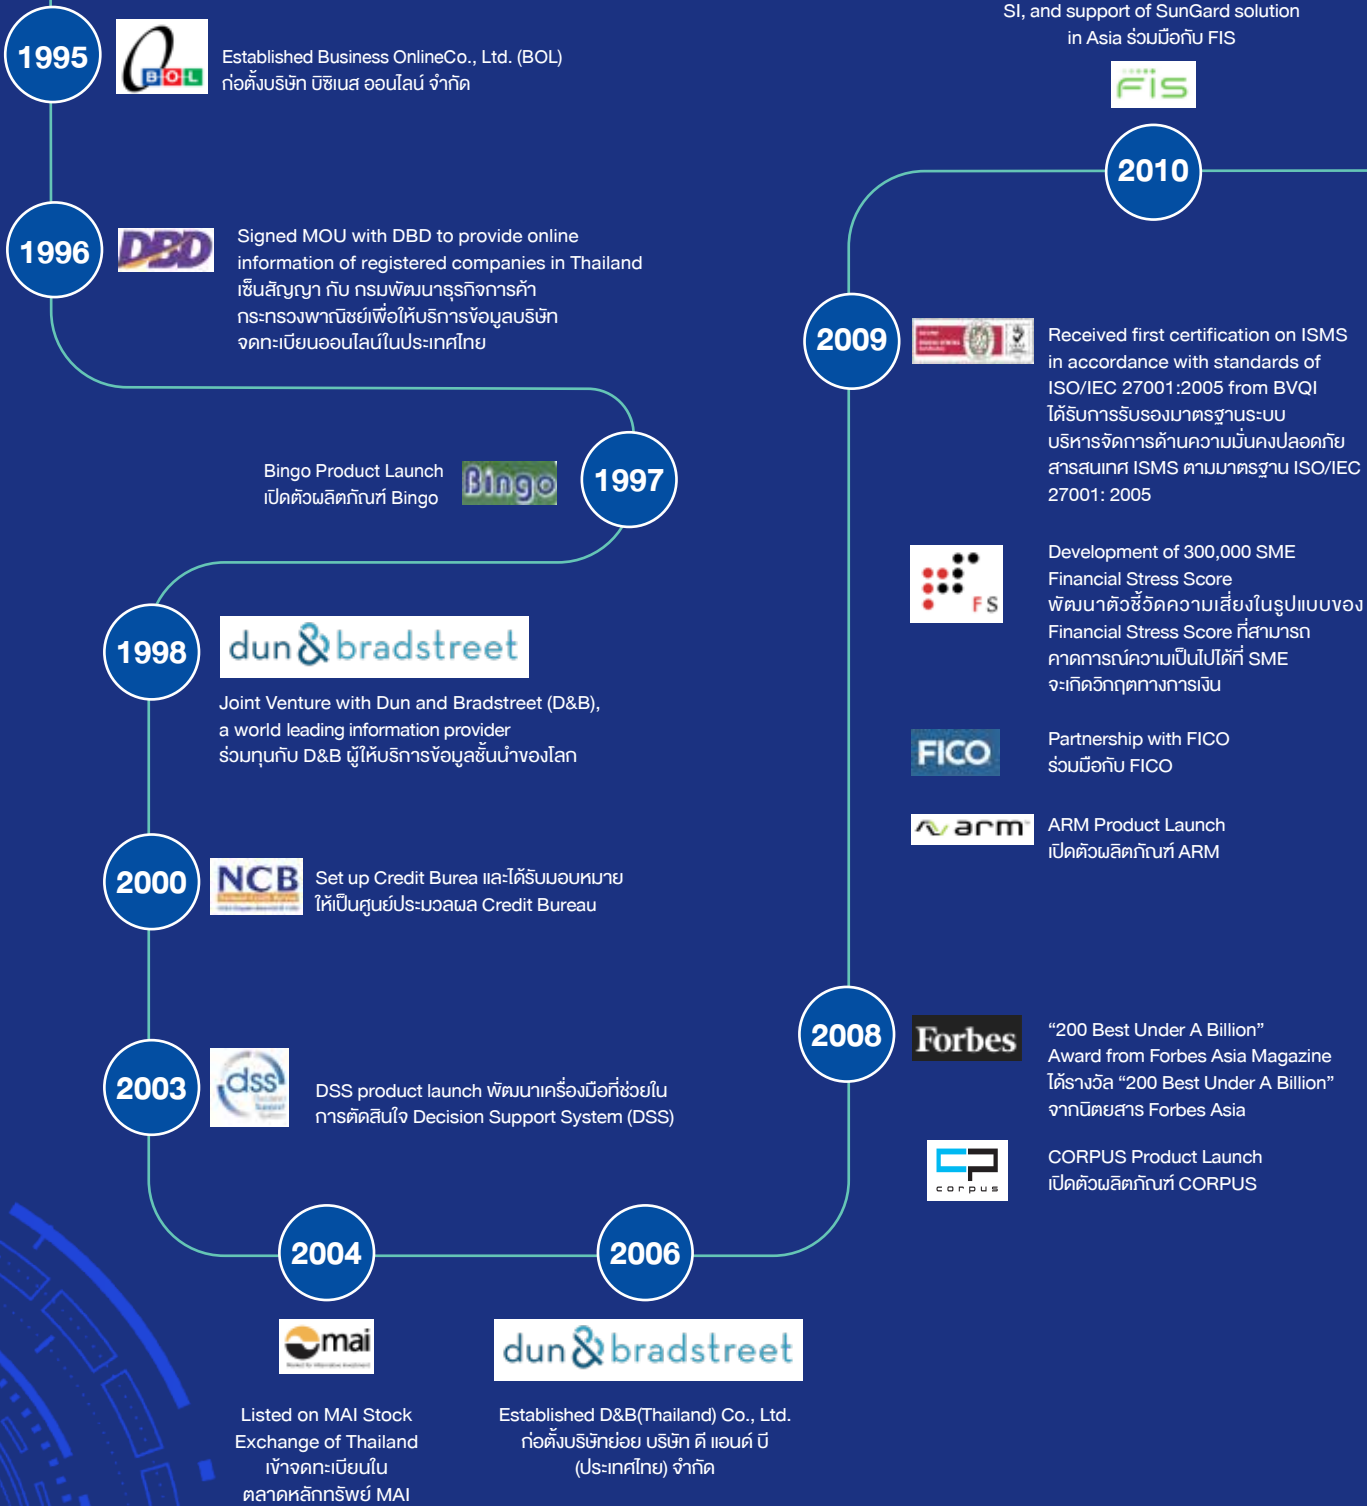 1995
BOL
Established Business OnlineCo., Ltd. (BOL)
ก่อตั้งบริษัท บิซิเนส ออนไลน์ จำกัด
1996
DBD
Signed MOU with DBD to provide online
information of registered companies in Thailand
เซ็นสัญญา กับ กรมพัฒนาธุรกิจการค้า
กระทรวงพาณิชย์เพื่อให้บริการข้อมูลบริษัท
จดทะเบียนออนไลน์ในประเทศไทย
Bingo Product Launch
เปิดตัวผลิตภัณฑ์ Bingo
Bingo
1997
1998
dun & bradstreet
Joint Venture with Dun and Bradstreet (D&B),
a world leading information provider
ร่วมทุนกับ D&B ผู้ให้บริการข้อมูลชั้นนำของโลก
2000
NCB
Set up Credit Burea และได้รับมอบหมาย
ให้เป็นศูนย์ประมวลผล Credit Bureau
2003
dss
DSS product launch พัฒนาเครื่องมือที่ช่วยใน
การตัดสินใจ Decision Support System (DSS)
2004
mai
Listed on MAI Stock
Exchange of Thailand
เข้าจดทะเบียนใน
ตลาดหลักทรัพย์ MAI
2006
dun & bradstreet
Established D&B(Thailand) Co., Ltd.
ก่อตั้งบริษัทย่อย บริษัท ดี แอนด์ บี
(ประเทศไทย) จำกัด
SI, and support of SunGard solution
in Asia ร่วมมือกับ FIS
FIS
2010
2009
Received first certification on ISMS
in accordance with standards of
ISO/IEC 27001:2005 from BVQI
ได้รับการรับรองมาตรฐานระบบ
บริหารจัดการด้านความมั่นคงปลอดภัย
สารสนเทศ ISMS ตามมาตรฐาน ISO/IEC
27001: 2005
FS
Development of 300,000 SME
Financial Stress Score
พัฒนาตัวชี้วัดความเสี่ยงในรูปแบบของ
Financial Stress Score ที่สามารถ
คาดการณ์ความเป็นไปได้ที่ SME
จะเกิดวิกฤตทางการเงิน
FICO
Partnership with FICO
ร่วมมือกับ FICO
arm
ARM Product Launch
เปิดตัวผลิตภัณฑ์ ARM
2008
Forbes
“200 Best Under A Billion”
Award from Forbes Asia Magazine
ได้รางวัล “200 Best Under A Billion”
จากนิตยสาร Forbes Asia
cp
corpus
CORPUS Product Launch
เปิดตัวผลิตภัณฑ์ CORPUS